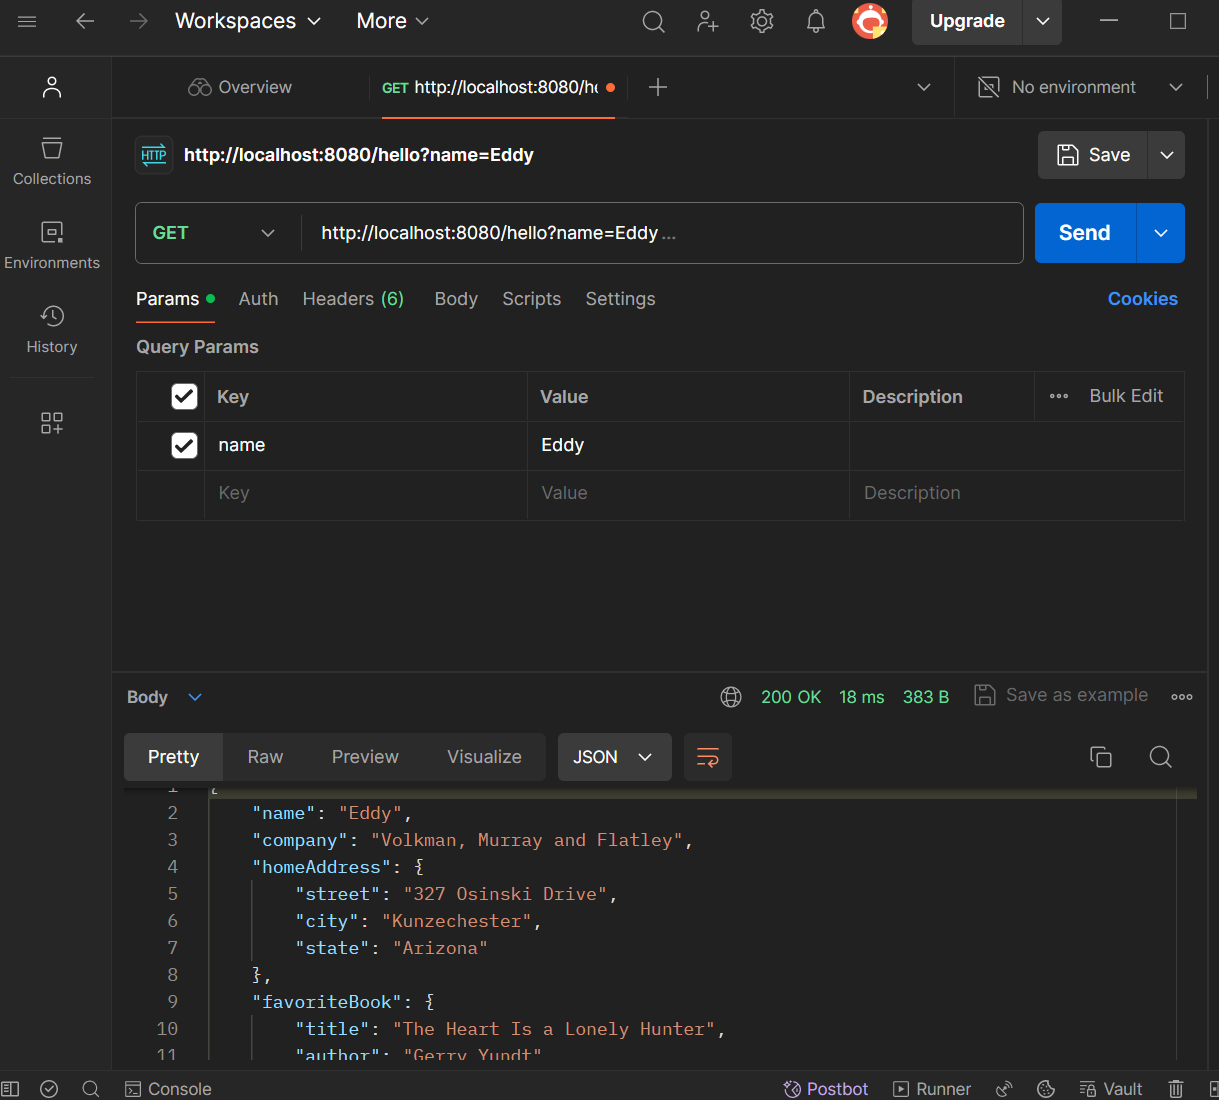 Workspaces More Upgrade
Overview GET http://localhost:8080/he No environment
HTTP http://localhost:8080/hello?name=Eddy Save
Collections
GET http://localhost:8080/hello?name=Eddy ... Send
Environments
Params Auth Headers (6) Body Scripts Settings Cookies
History
Query Params
Key Value Description Bulk Edit
name Eddy
Key Value Description
Body 200 OK 18 ms 383 B Save as example
Pretty Raw Preview Visualize JSON
1 {
2 "name": "Eddy",
3 "company": "Volkman, Murray and Flatley",
4 "homeAddress": {
5 "street": "327 Osinski Drive",
6 "city": "Kunzechester",
7 "state": "Arizona"
8 },
9 "favoriteBook": {
10 "title": "The Heart Is a Lonely Hunter",
11 "author": "Gerry Yundt"
Console Postbot Runner Vault